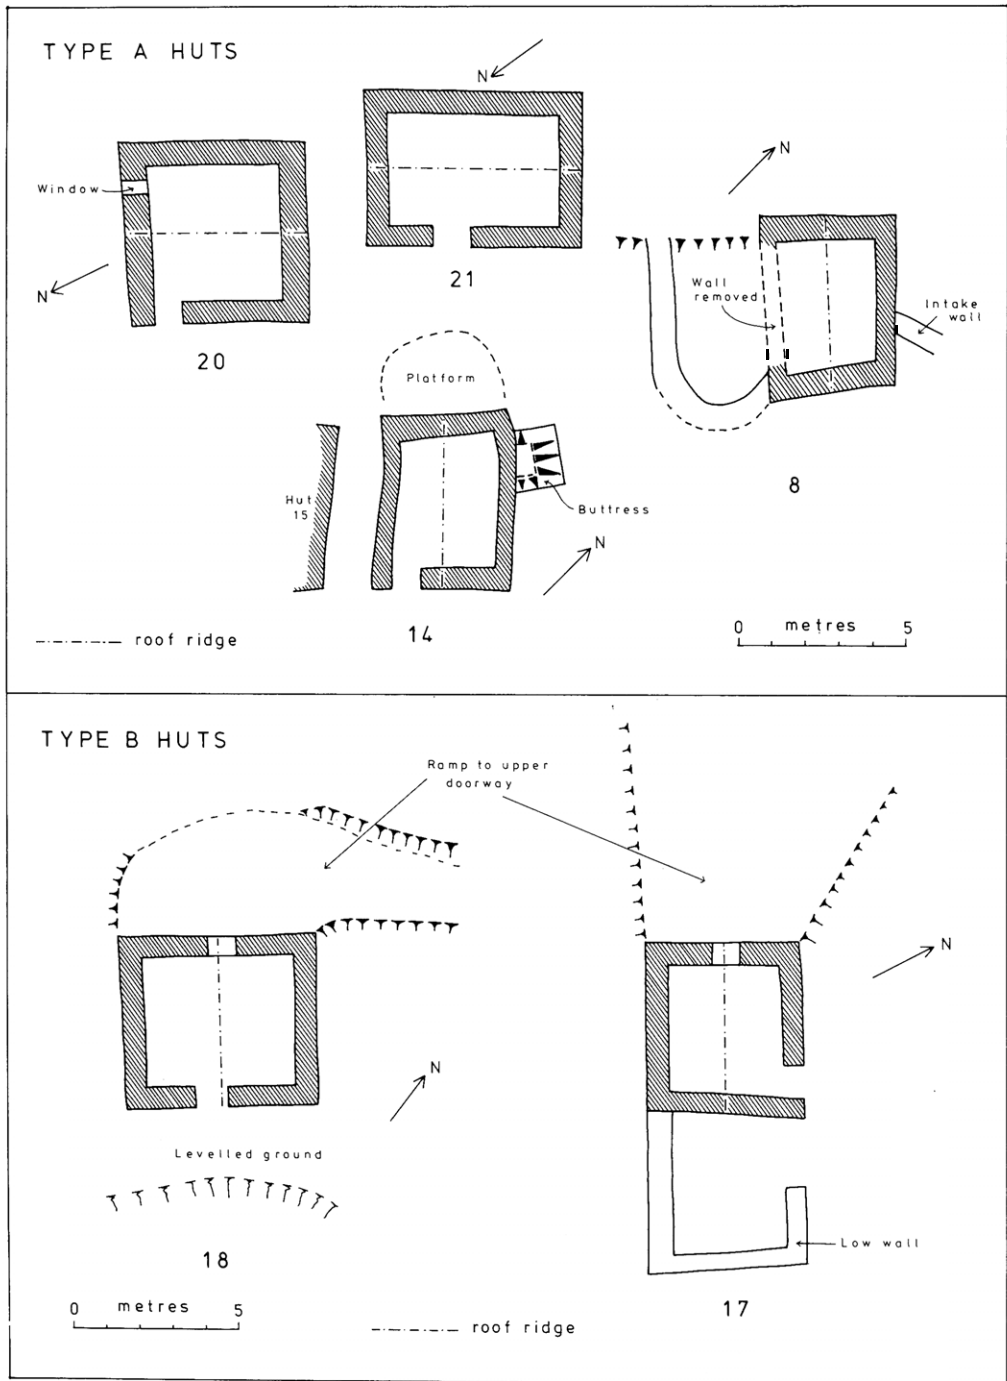 TYPE A HUTS
N
N
Window
Wall
removed
Intake
wall
N
21
20
Platform
Hut
15
Buttress
8
N
roof ridge
14
0 metres 5
TYPE B HUTS
Ramp to upper
doorway
N
N
Levelled ground
Low wall
18
17
0 metres 5
roof ridge